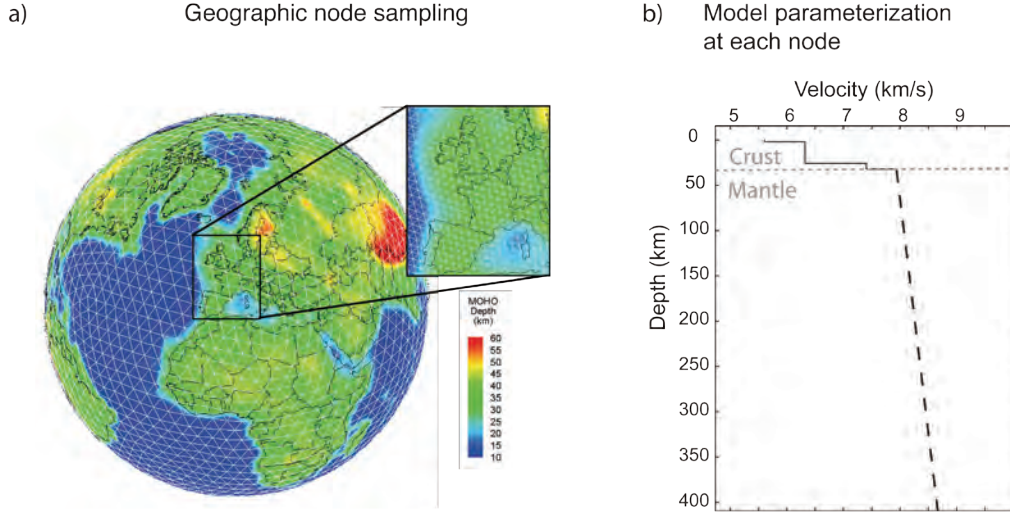 a)
Geographic node sampling
MOHO
Depth
(km)
60
55
50
45
40
35
30
25
20
15
10
b)
Model parameterization
at each node
Velocity (km/s)
5 6 7 8 9
Depth (km)
0
50
100
150
200
250
300
350
400
Crust
Mantle